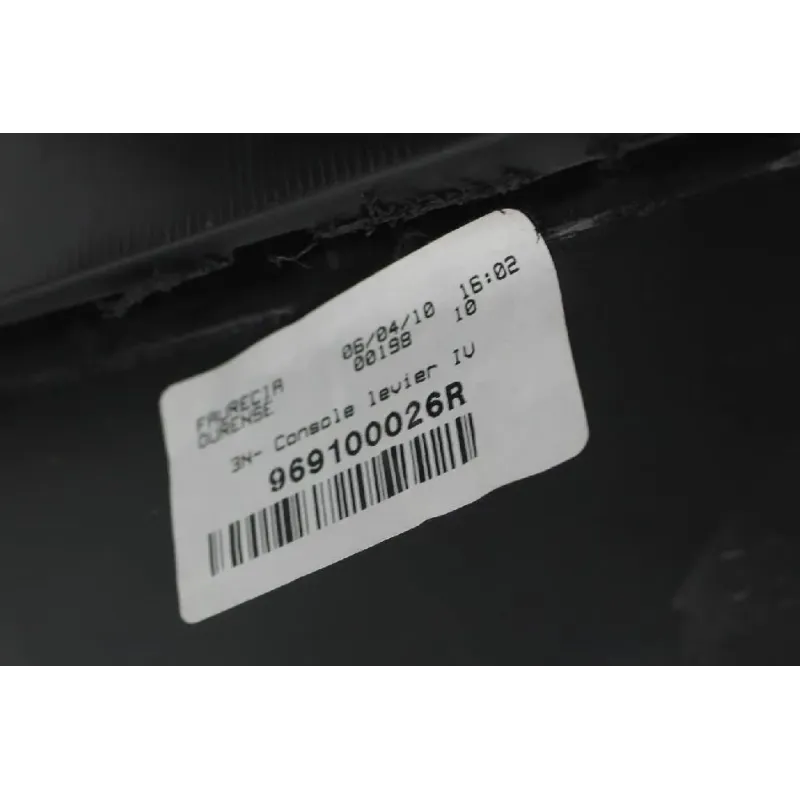 FAURECIA 06/04/10 16:02
OURENSE 00198 10
3N- Console levier IV
969100026R